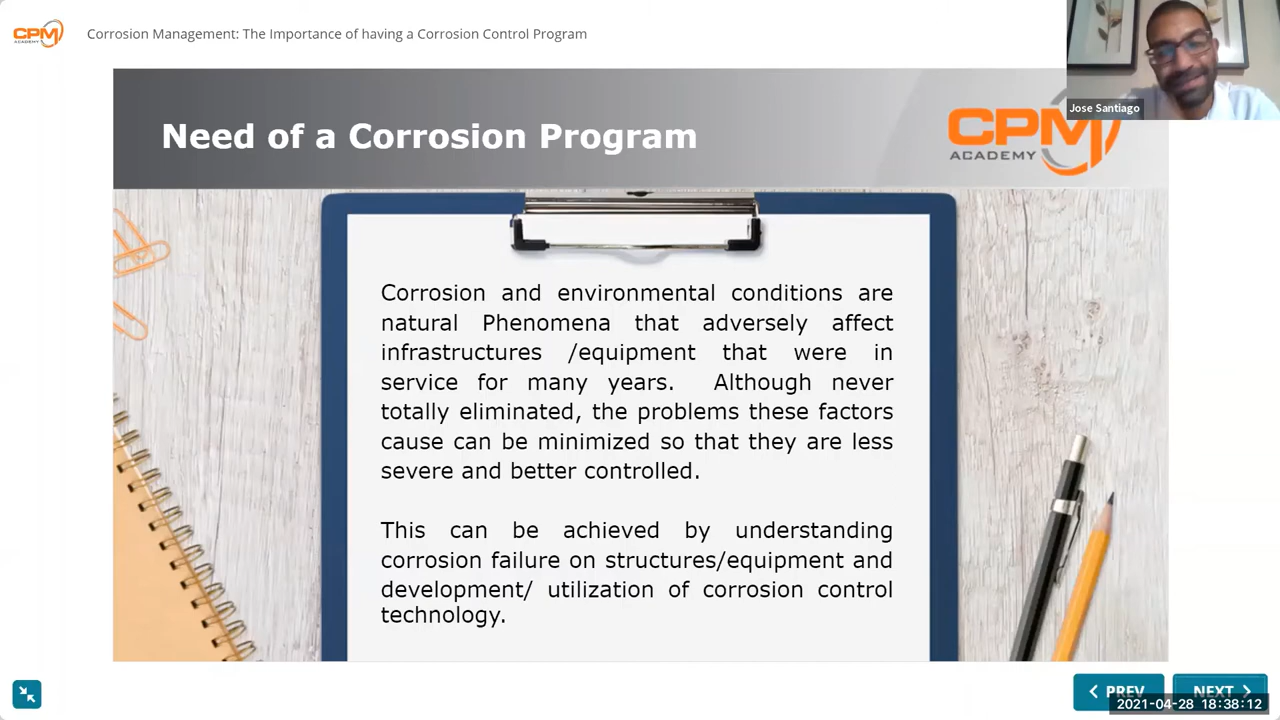 CPM
ACADEMY
Corrosion Management: The Importance of having a Corrosion Control Program
Jose Santiago
Need of a Corrosion Program
CPM
ACADEMY
Corrosion and environmental conditions are
natural Phenomena that adversely affect
infrastructures /equipment that were in
service for many years. Although never
totally eliminated, the problems these factors
cause can be minimized so that they are less
severe and better controlled.
This can be achieved by understanding
corrosion failure on structures/equipment and
development/ utilization of corrosion control
technology.
PREV
NEXT
2021-04-28 18:38:12